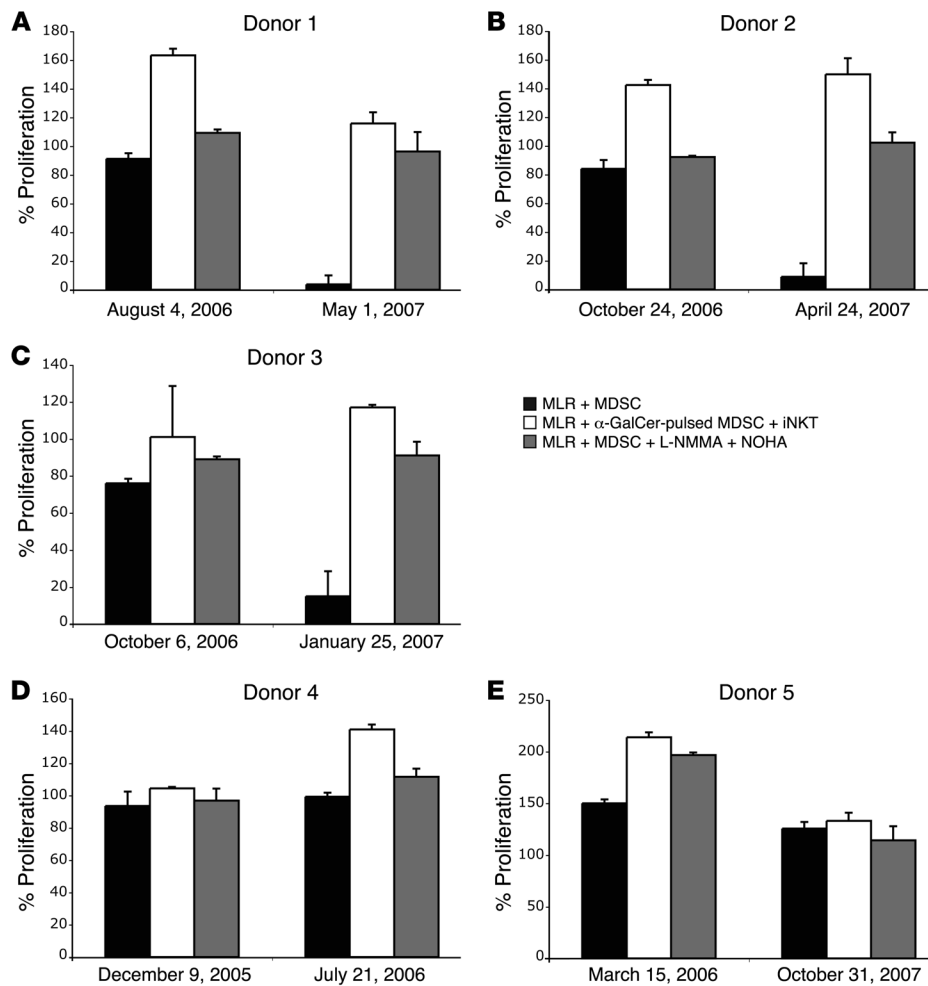 A Donor 1
% Proliferation
180
160
140
120
100
80
60
40
20
0
August 4, 2006 May 1, 2007
B Donor 2
% Proliferation
180
160
140
120
100
80
60
40
20
0
October 24, 2006 April 24, 2007
C Donor 3
% Proliferation
140
120
100
80
60
40
20
0
October 6, 2006 January 25, 2007
MLR + MDSC
MLR + α-GalCer-pulsed MDSC + iNKT
MLR + MDSC + L-NMMA + NOHA
D Donor 4
% Proliferation
160
140
120
100
80
60
40
20
0
December 9, 2005 July 21, 2006
E Donor 5
% Proliferation
250
200
150
100
50
0
March 15, 2006 October 31, 2007